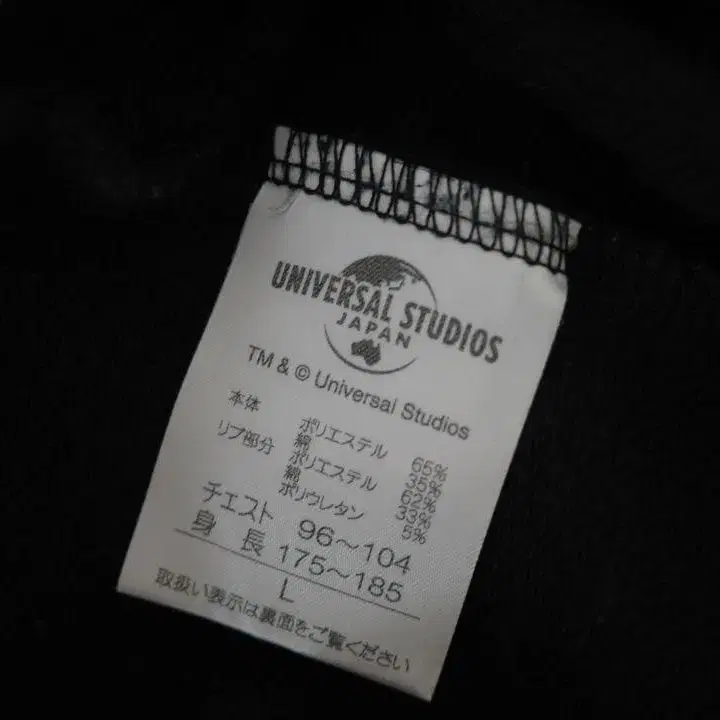 UNIVERSAL STUDIOS
JAPAN
TM & © Universal Studios
本体 ポリエステル 65%
綿 35%
リブ部分 ポリエステル 62%
綿 33%
ポリウレタン 5%
チェスト 96～104
身長 175～185
L
取扱い表示は裏面をご覧ください